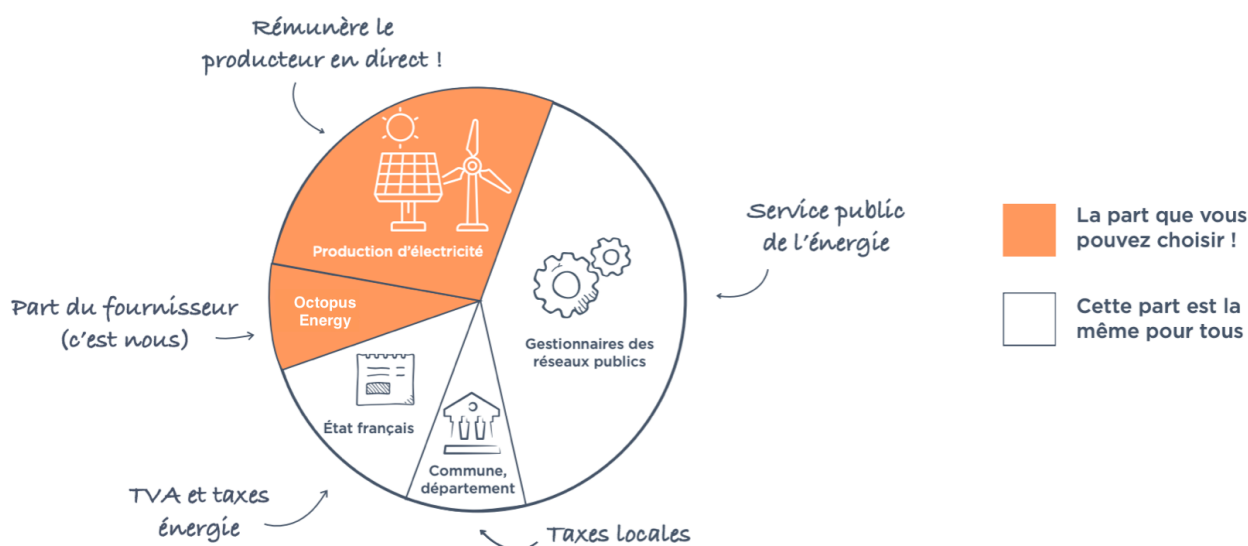 Rémunère le
producteur en direct !
Production d'électricité
Octopus
Energy
Part du fournisseur
(c'est nous)
État français
TVA et taxes
énergie
Commune,
département
Taxes locales
Gestionnaires des
réseaux publics
Service public
de l'énergie
La part que vous
pouvez choisir !
Cette part est la
même pour tous